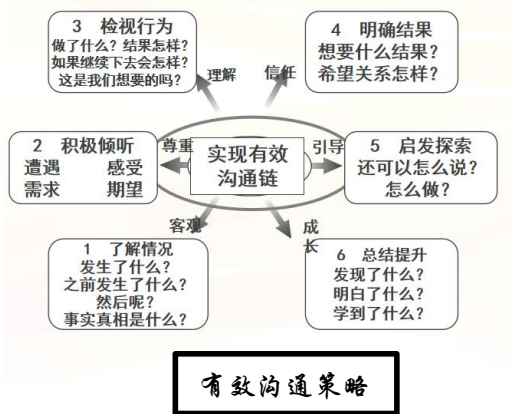 3 检视行为
做了什么？结果怎样？
如果继续下去会怎样？
这是我们想要的吗？
4 明确结果
想要什么结果？
希望关系怎样？
理解
信任
2 积极倾听
遭遇 感受
需求 期望
尊重
实现有效
沟通链
引导
5 启发探索
还可以怎么说？
怎么做？
客观
成
长
1 了解情况
发生了什么？
之前发生了什么？
然后呢？
事实真相是什么？
6 总结提升
发现了什么？
明白了什么？
学到了什么？
有效沟通策略